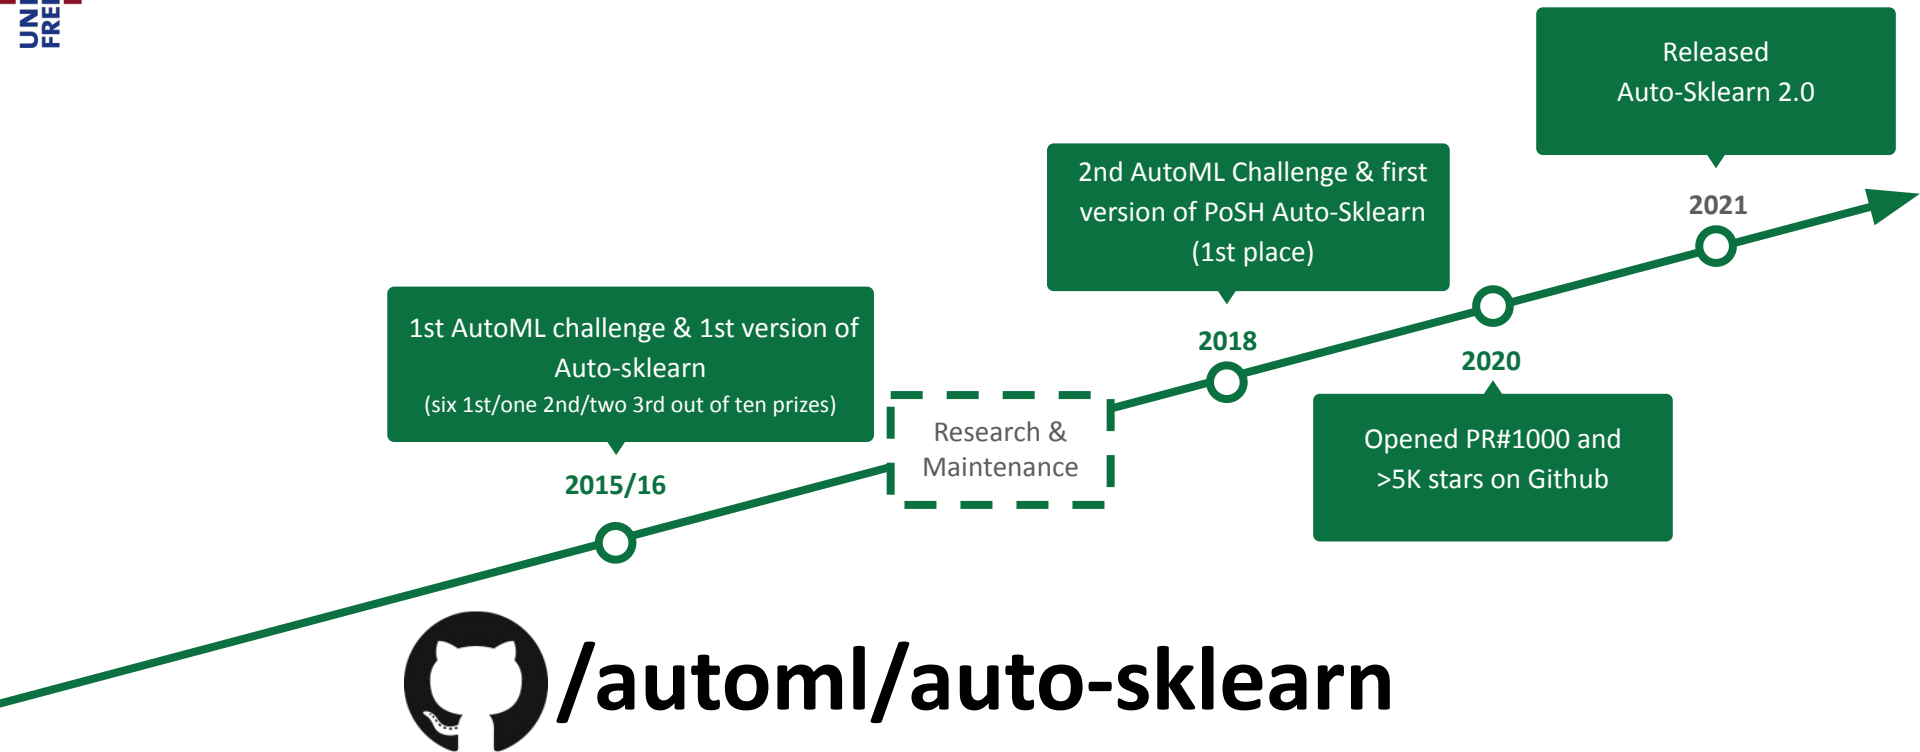 UNI
FREI
Released
Auto-Sklearn 2.0
2nd AutoML Challenge & first
version of PoSH Auto-Sklearn
(1st place)
2021
1st AutoML challenge & 1st version of
Auto-sklearn
(six 1st/one 2nd/two 3rd out of ten prizes)
2018
2020
Research &
Maintenance
Opened PR#1000 and
>5K stars on Github
2015/16
/automl/auto-sklearn